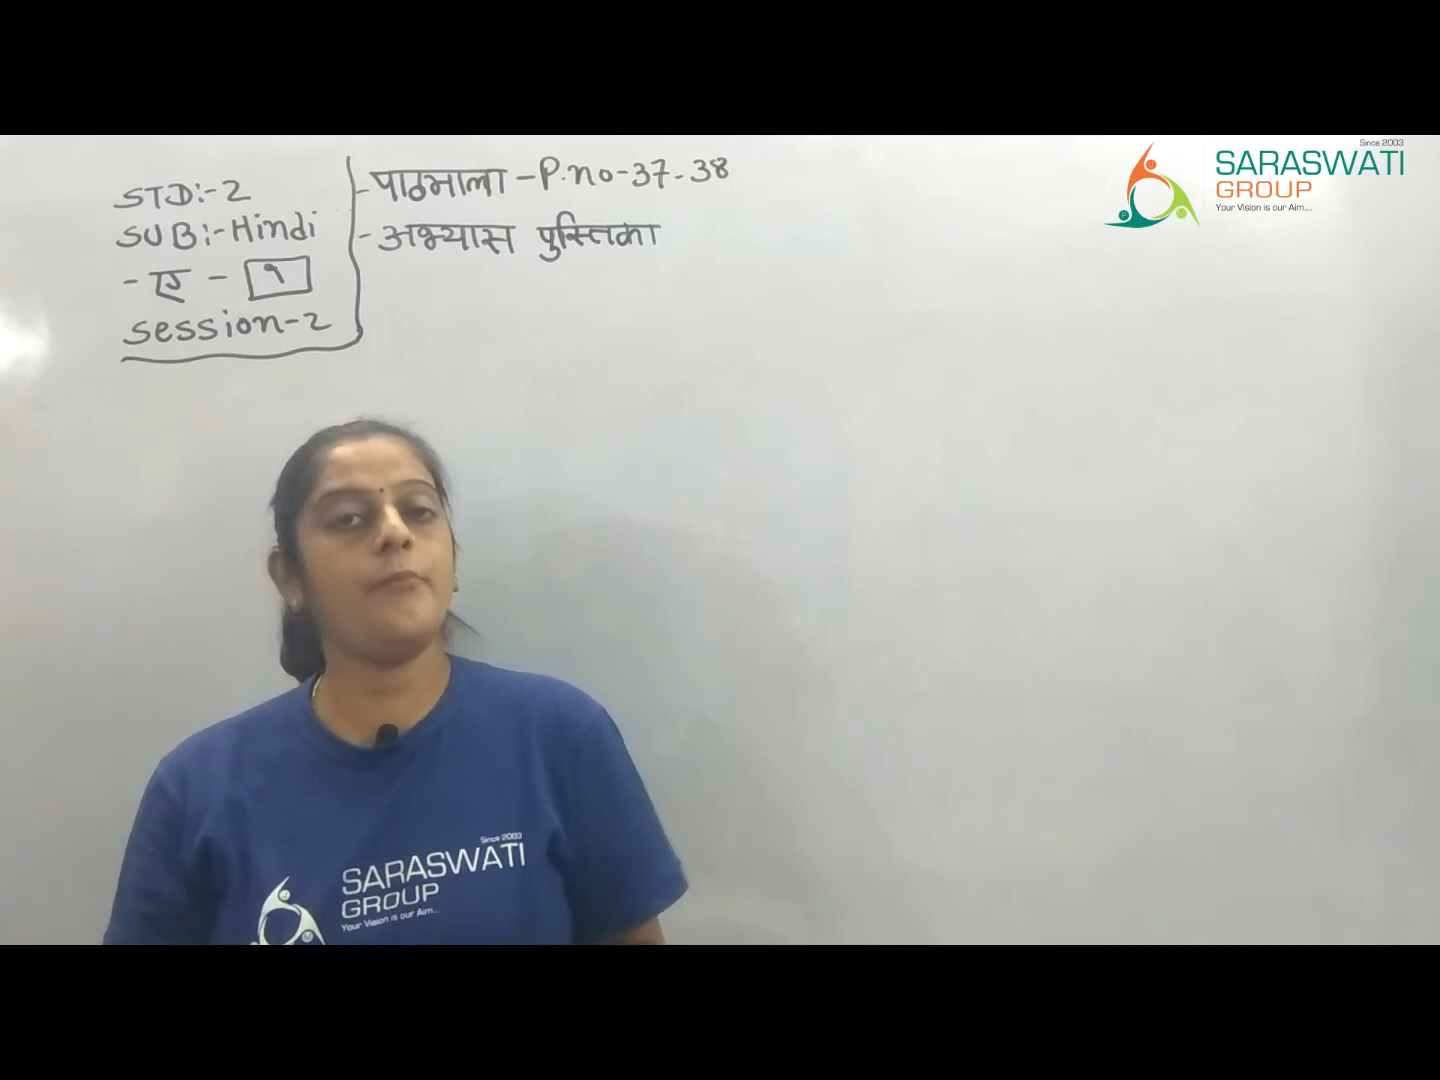 STD:-2
SUB:-Hindi
- ए - १
session-2
- पाठमाला - P.no-37-38
- अभ्यास पुस्तिका
Since 2003
SARASWATI
GROUP
Your Vision is our Aim....
Since 2003
SARASWATI
GROUP
Your Vision is our Aim...